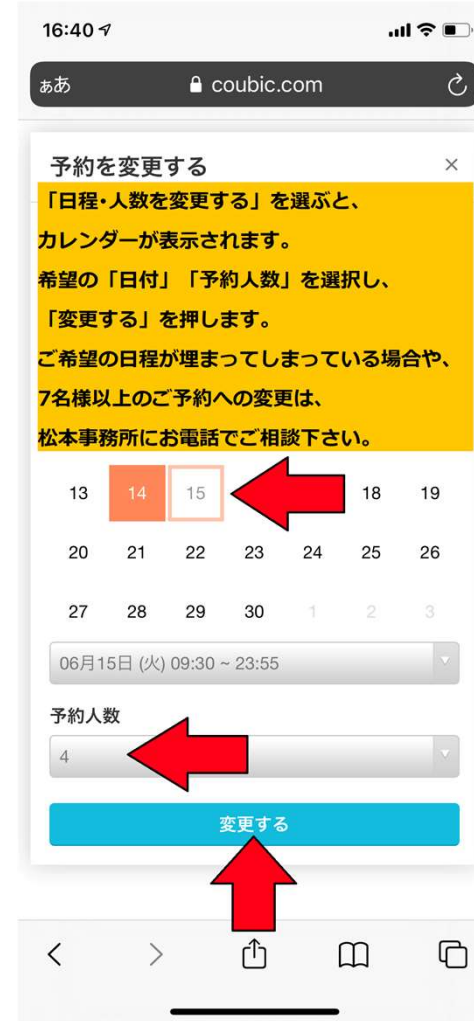 16:40
ああ coubic.com
予約を変更する ×
「日程・人数を変更する」を選ぶと、
カレンダーが表示されます。
希望の「日付」「予約人数」を選択し、
「変更する」を押します。
ご希望の日程が埋まってしまっている場合や、
7名様以上のご予約への変更は、
松本事務所にお電話でご相談下さい。
13 14 15 18 19
20 21 22 23 24 25 26
27 28 29 30 1 2 3
06月15日 (火) 09:30 ~ 23:55
予約人数
4
変更する